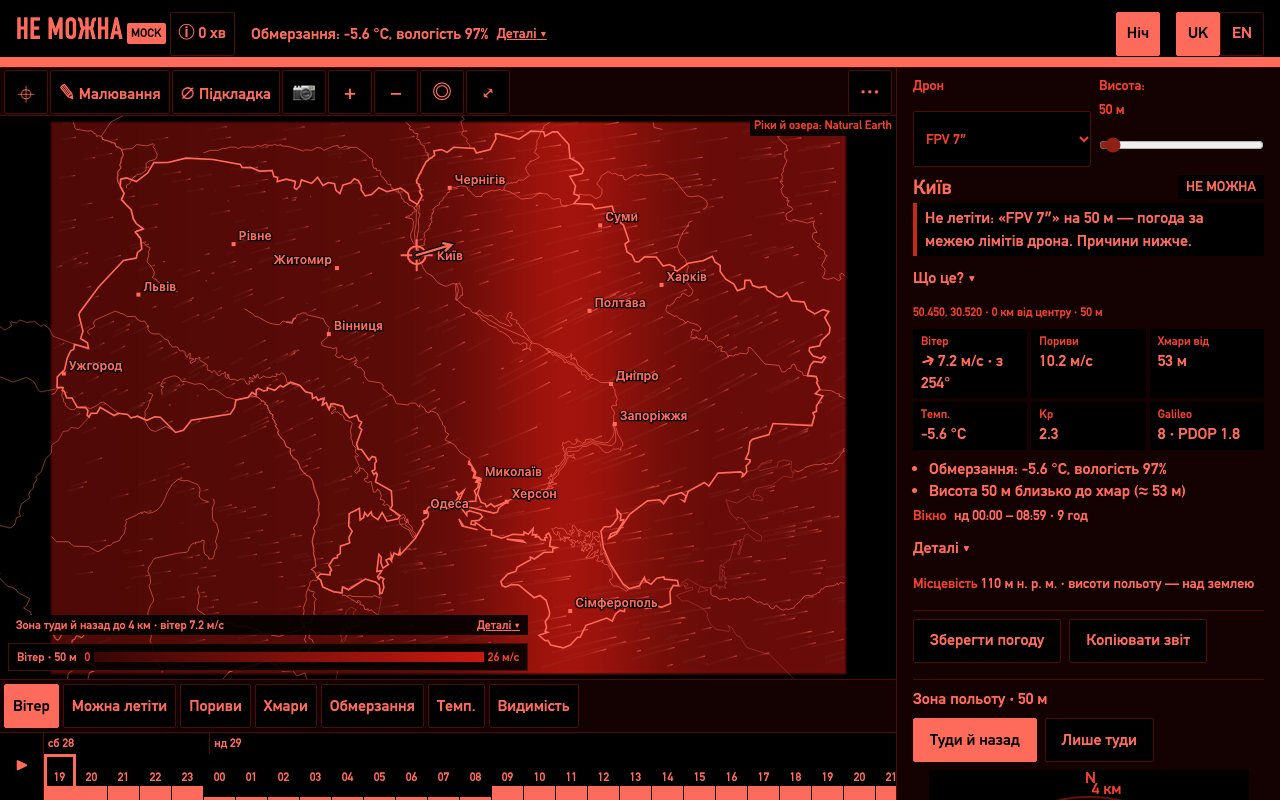 НЕ МОЖНА МОСК ⓘ 0 хв Обмерзання: -5.6 °C, вологість 97% Деталі ▾ Ніч UK EN
✎ Малювання ∅ Підкладка + − ◎ ⤢ ⋯
Ріки й озера: Natural Earth
Чернігів
Суми
Рівне
Житомир
Київ
Харків
Львів
Полтава
Вінниця
Ужгород
Дніпро
Запоріжжя
Миколаїв
Херсон
Одеса
Сімферополь
Зона туди й назад до 4 км · вітер 7.2 м/с Деталі ▾
Вітер · 50 м 0 26 м/с
Вітер Можна летіти Пориви Хмари Обмерзання Темп. Видимість
сб 28 нд 29
▶ 19 20 21 22 23 00 01 02 03 04 05 06 07 08 09 10 11 12 13 14 15 16 17 18 19 20 21
Дрон Висота:
50 м
FPV 7″
Київ НЕ МОЖНА
Не летіти: «FPV 7″» на 50 м — погода за
межею лімітів дрона. Причини нижче.
Що це? ▾
50.450, 30.520 · 0 км від центру · 50 м
Вітер Пориви Хмари від
➔ 7.2 м/с · з 10.2 м/с 53 м
254°
Темп. Kp Galileo
-5.6 °C 2.3 8 · PDOP 1.8
• Обмерзання: -5.6 °C, вологість 97%
• Висота 50 м близько до хмар (≈ 53 м)
Вікно нд 00:00 – 08:59 · 9 год
Деталі ▾
Місцевість 110 м н. р. м. · висоти польоту — над землею
Зберегти погоду Копіювати звіт
Зона польоту · 50 м
Туди й назад Лише туди
N
4 км